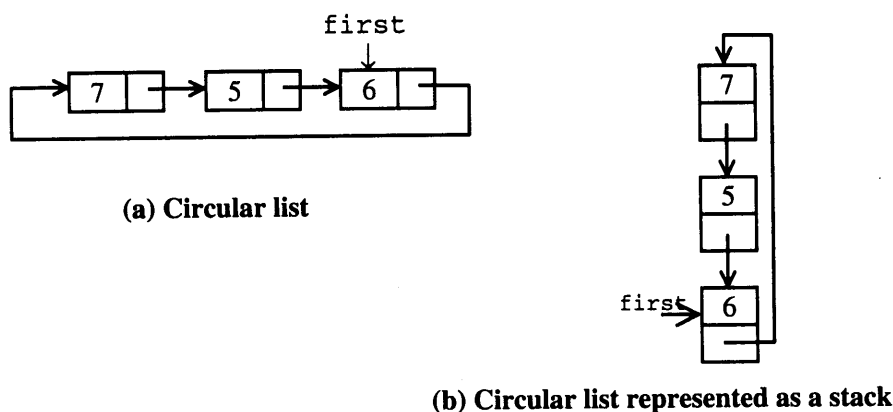 first
7 5 6
(a) Circular list
7
5
first 6
(b) Circular list represented as a stack